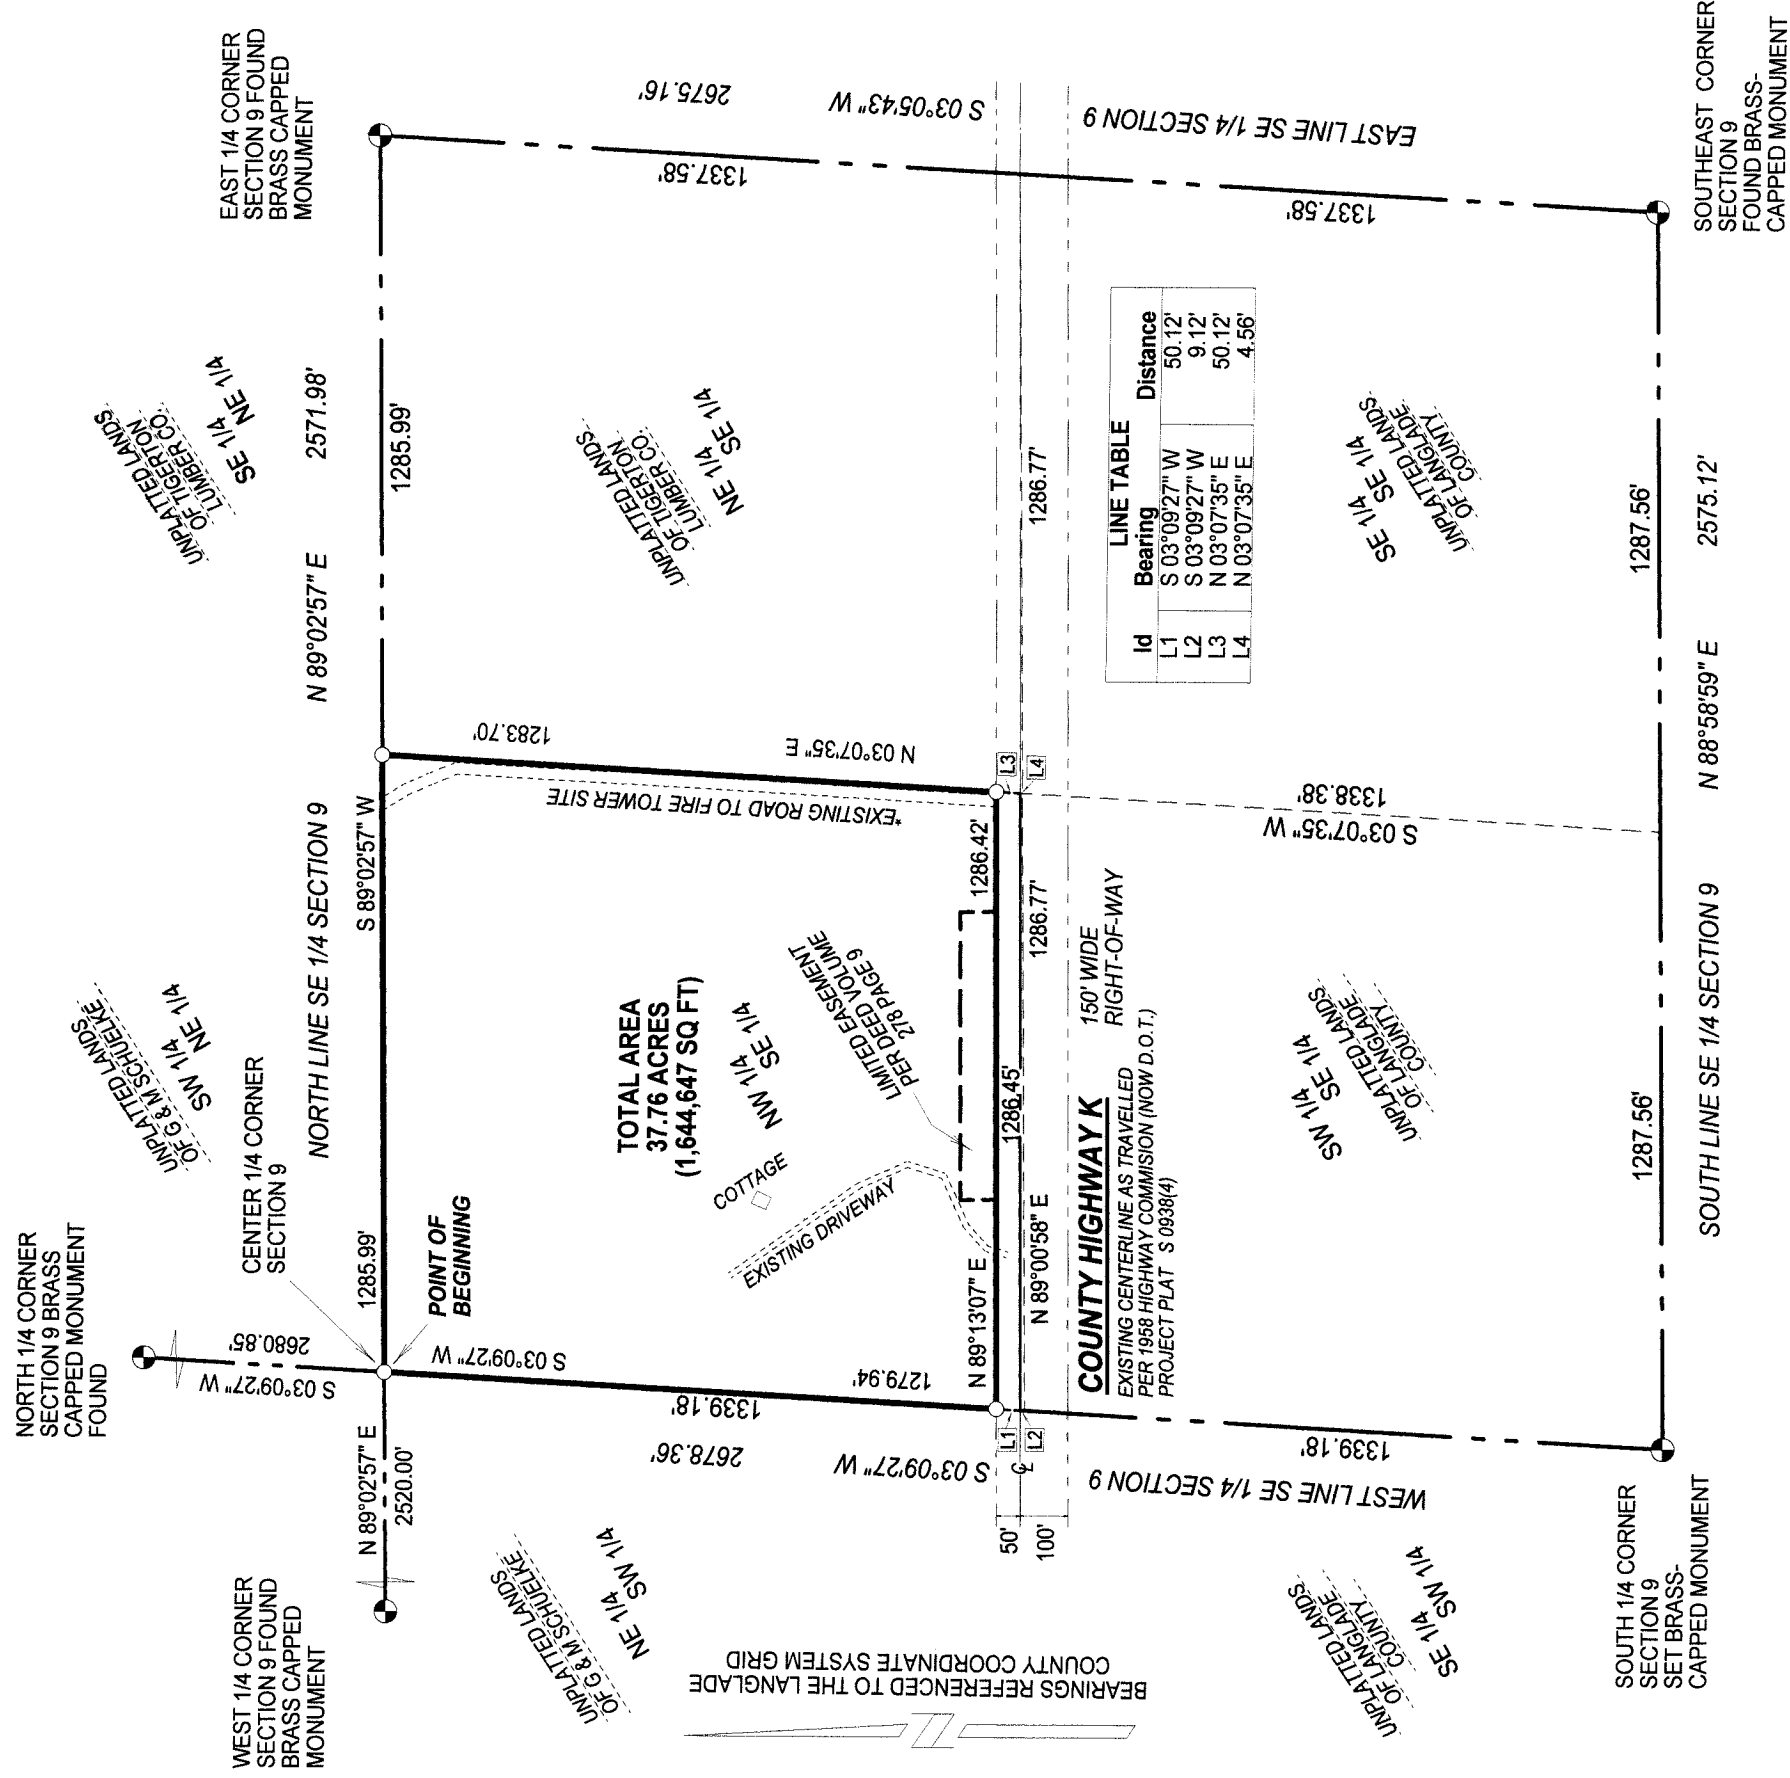 NORTH 1/4 CORNER
SECTION 9 BRASS
CAPPED MONUMENT
FOUND
2680.85'
S 03°09'27" W
CENTER 1/4 CORNER
SECTION 9
UNPLATTED LANDS
OF G & M SCHUELKE
SW 1/4 NE 1/4
UNPLATTED LANDS
OF TIGERTON
LUMBER CO.
SE 1/4 NE 1/4
EAST 1/4 CORNER
SECTION 9 FOUND
BRASS CAPPED
MONUMENT
WEST 1/4 CORNER
SECTION 9 FOUND
BRASS CAPPED
MONUMENT
N 89°02'57" E
2520.00'
NORTH LINE SE 1/4 SECTION 9
N 89°02'57" E
2571.98'
1285.99'
S 89°02'57" W
1285.99'
POINT OF
BEGINNING
S 03°09'27" W
1279.94'
1339.18'
2678.36'
S 03°09'27" W
WEST LINE SE 1/4 SECTION 9
1339.18'
UNPLATTED LANDS
OF G & M SCHUELKE
NE 1/4 SW 1/4
TOTAL AREA
37.76 ACRES
(1,644,647 SQ FT)
NW 1/4 SE 1/4
COTTAGE
EXISTING DRIVEWAY
LIMITED EASEMENT
PER DEED VOLUME
278 PAGE 9
1283.70'
N 03°07'35" E
*EXISTING ROAD TO FIRE TOWER SITE
UNPLATTED LANDS
OF TIGERTON
LUMBER CO.
NE 1/4 SE 1/4
2675.16'
S 03°05'43" W
EAST LINE SE 1/4 SECTION 9
1337.58'
1337.58'
N 89°13'07" E
1286.42'
1286.45'
N 89°00'58" E
1286.77'
1286.77'
L1
L2
L3
L4
50'
100'
COUNTY HIGHWAY K
150' WIDE
RIGHT-OF-WAY
EXISTING CENTERLINE AS TRAVELLED
PER 1958 HIGHWAY COMMISION (NOW D.O.T.)
PROJECT PLAT S 0938(4)
LINE TABLE
Id Bearing Distance
L1 S 03°09'27" W 50.12'
L2 S 03°09'27" W 9.12'
L3 N 03°07'35" E 50.12'
L4 N 03°07'35" E 4.56'
1338.38'
S 03°07'35" W
SW 1/4 SE 1/4
UNPLATTED LANDS
OF LANGLADE
COUNTY
SE 1/4 SE 1/4
UNPLATTED LANDS
OF LANGLADE
COUNTY
UNPLATTED LANDS
OF LANGLADE
COUNTY
SE 1/4 SW 1/4
BEARINGS REFERENCED TO THE LANGLADE
COUNTY COORDINATE SYSTEM GRID
1287.56'
1287.56'
SOUTH LINE SE 1/4 SECTION 9
N 88°58'59" E
2575.12'
SOUTH 1/4 CORNER
SECTION 9
SET BRASS-
CAPPED MONUMENT
SOUTHEAST CORNER
SECTION 9
FOUND BRASS-
CAPPED MONUMENT